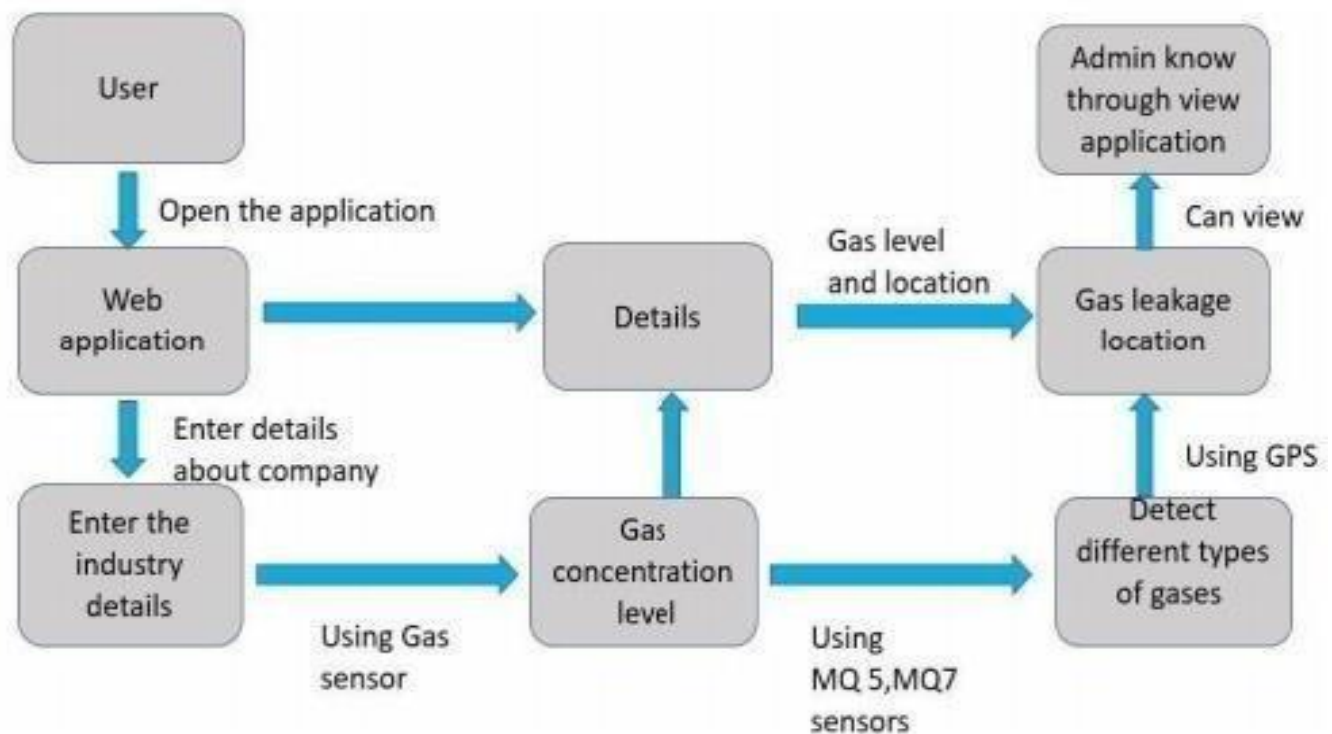 User
Open the application
Web
application
Enter details
about company
Enter the
industry
details
Using Gas
sensor
Details
Gas
concentration
level
Gas level
and location
Using
MQ 5,MQ7
sensors
Admin know
through view
application
Can view
Gas leakage
location
Using GPS
Detect
different types
of gases